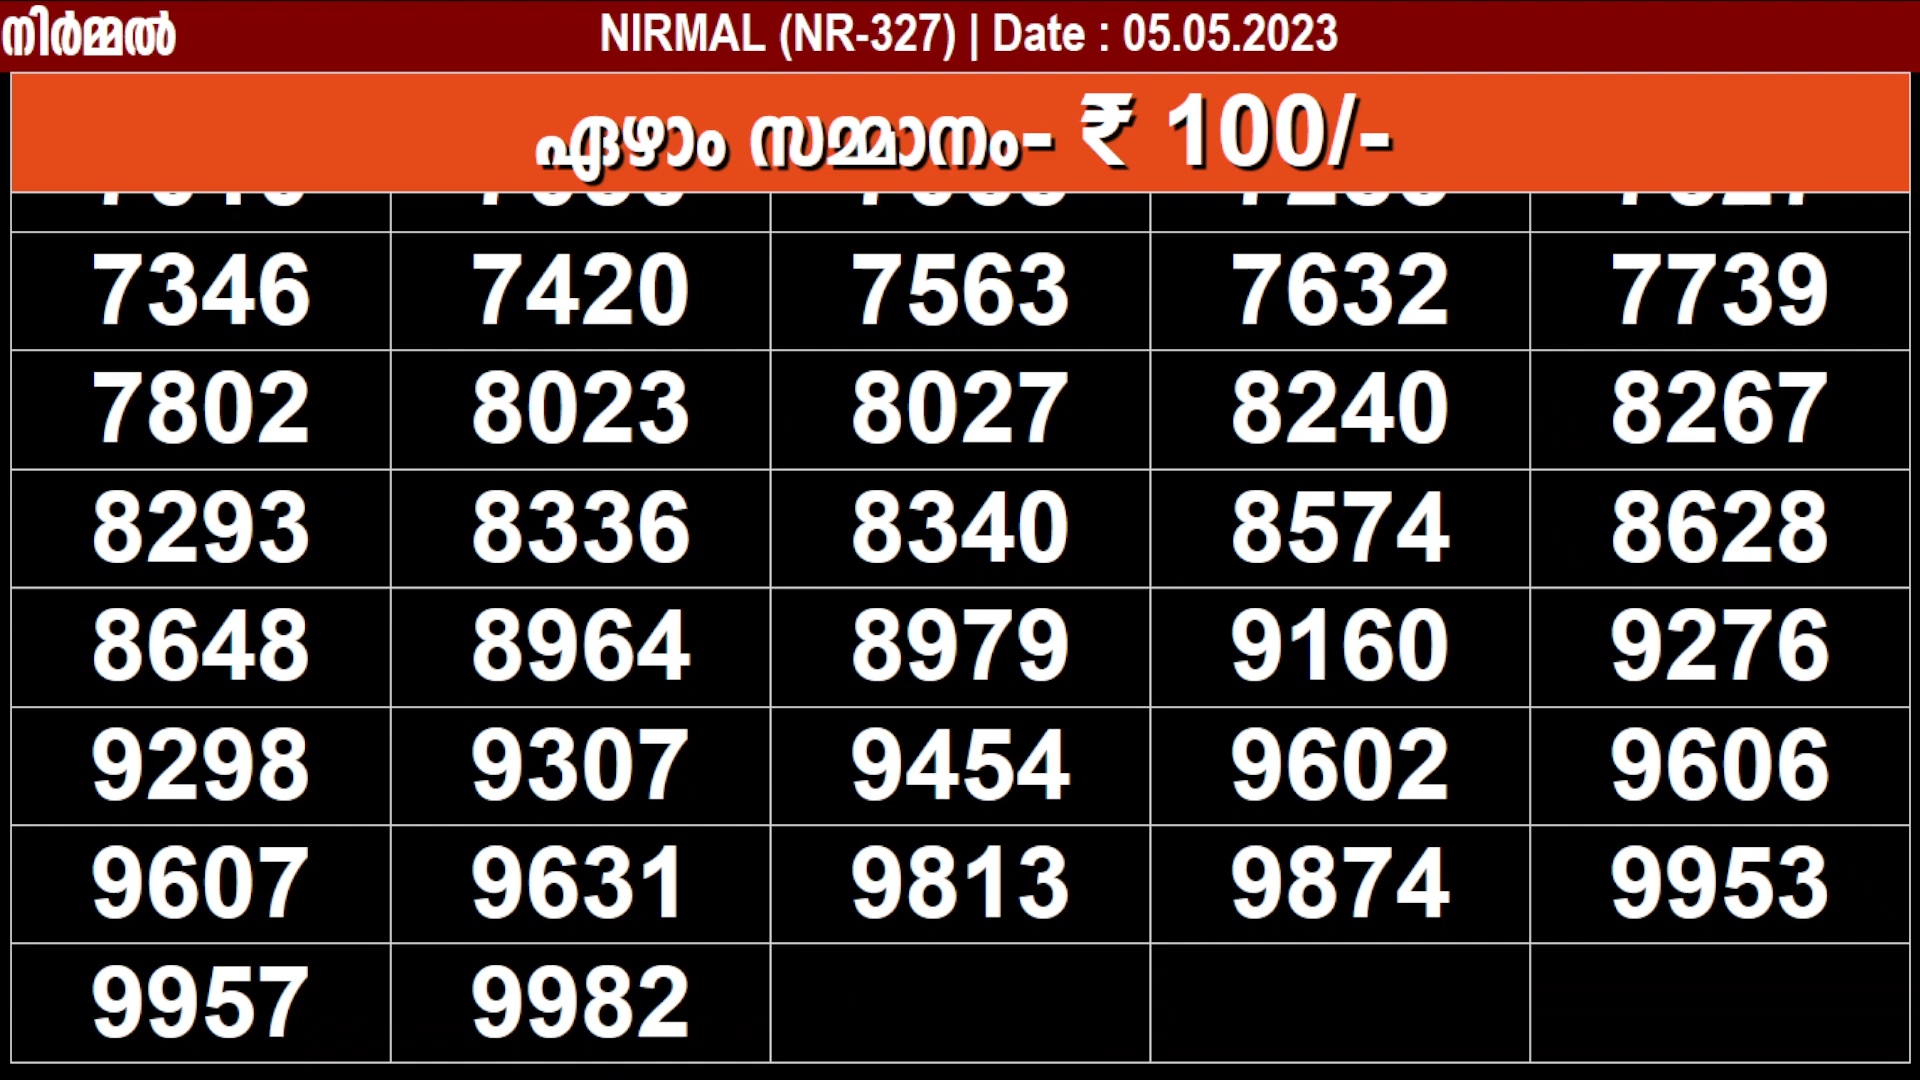 നിർമ്മൽ NIRMAL (NR-327) | Date : 05.05.2023
ഏഴാം സമ്മാനം- ₹ 100/-
7346 7420 7563 7632 7739
7802 8023 8027 8240 8267
8293 8336 8340 8574 8628
8648 8964 8979 9160 9276
9298 9307 9454 9602 9606
9607 9631 9813 9874 9953
9957 9982